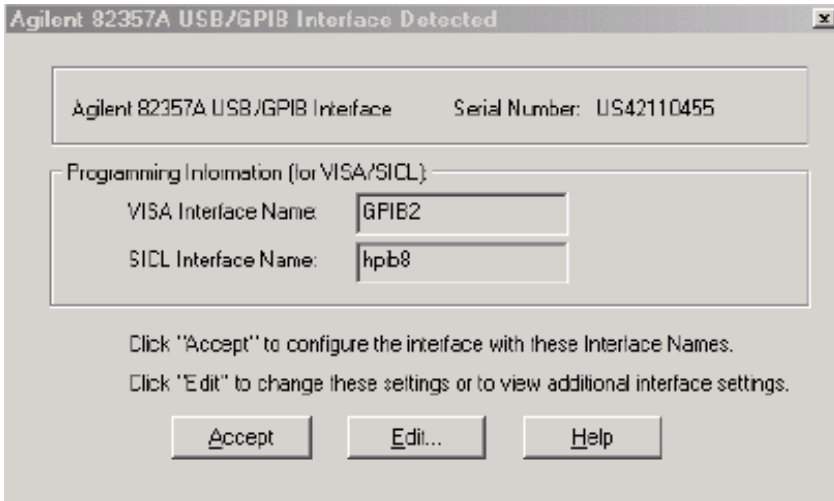 Agilent 82357A USB/GPIB Interface Detected
Agilent 82357A USB/GPIB Interface Serial Number: US42110455
Programming Information (for VISA/SICL):
VISA Interface Name: GPIB2
SICL Interface Name: hpib8
Click "Accept" to configure the interface with these Interface Names.
Click "Edit" to change these settings or to view additional interface settings.
Accept Edit... Help